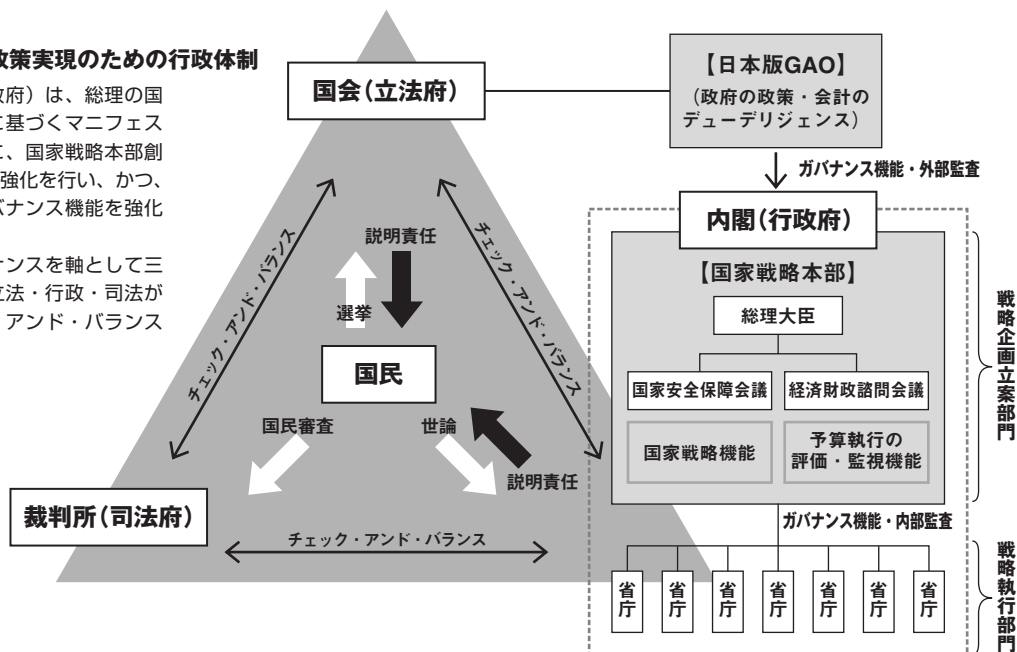 策実現のための行政体制
府）は、総理の国
に基づくマニフェス
に、国家戦略本部創
強化を行い、かつ、
バナンス機能を強化
ナンスを軸として三
立法・行政・司法が
アンド・バランス
国会（立法府）
【日本版GAO】
（政府の政策・会計の
デューデリジェンス）
ガバナンス機能・外部監査
内閣（行政府）
【国家戦略本部】
総理大臣
国家安全保障会議
経済財政諮問会議
国家戦略機能
予算執行の
評価・監視機能
戦略企画立案部門
チェック・アンド・バランス
チェック・アンド・バランス
説明責任
選挙
国民
国民審査
世論
説明責任
裁判所（司法府）
チェック・アンド・バランス
ガバナンス機能・内部監査
省庁
省庁
省庁
省庁
省庁
省庁
省庁
戦略執行部門